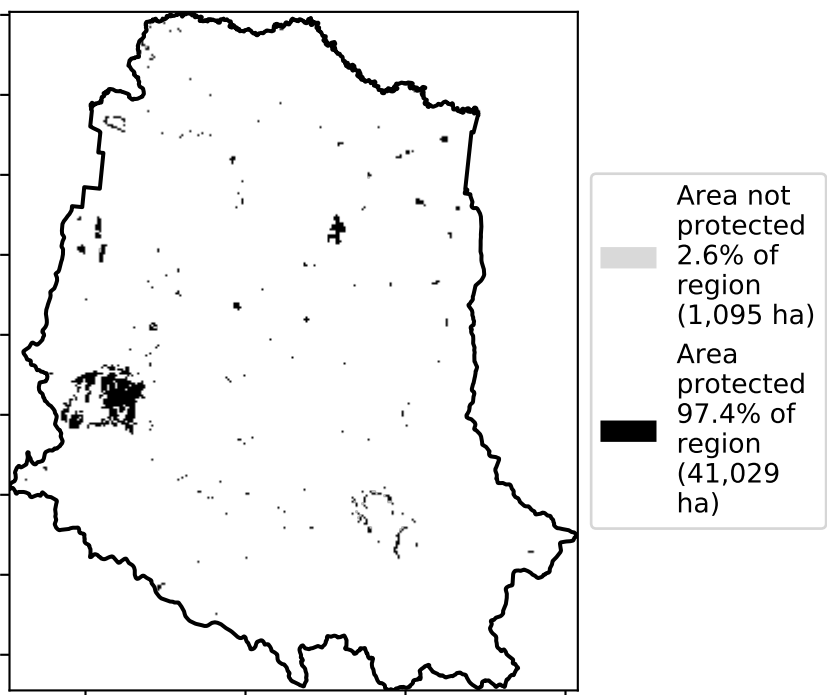 Area not
protected
2.6% of
region
(1,095 ha)
Area
protected
97.4% of
region
(41,029
ha)